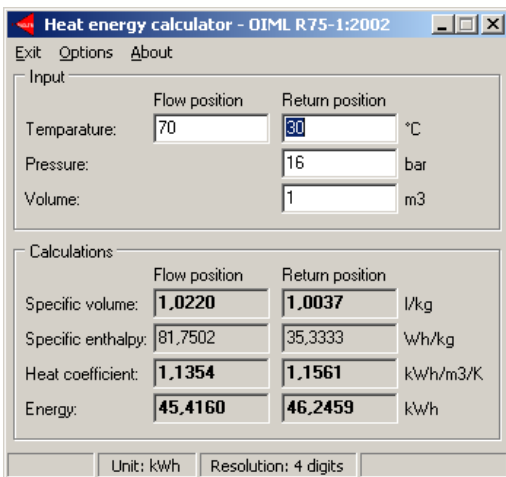 Heat energy calculator - OIML R75-1:2002
Exit Options About
Input
Flow position Return position
Temparature: 70 30 °C
Pressure: 16 bar
Volume: 1 m3
Calculations
Flow position Return position
Specific volume: 1,0220 1,0037 l/kg
Specific enthalpy: 81,7502 35,3333 Wh/kg
Heat coefficient: 1,1354 1,1561 kWh/m3/K
Energy: 45,4160 46,2459 kWh
Unit: kWh Resolution: 4 digits